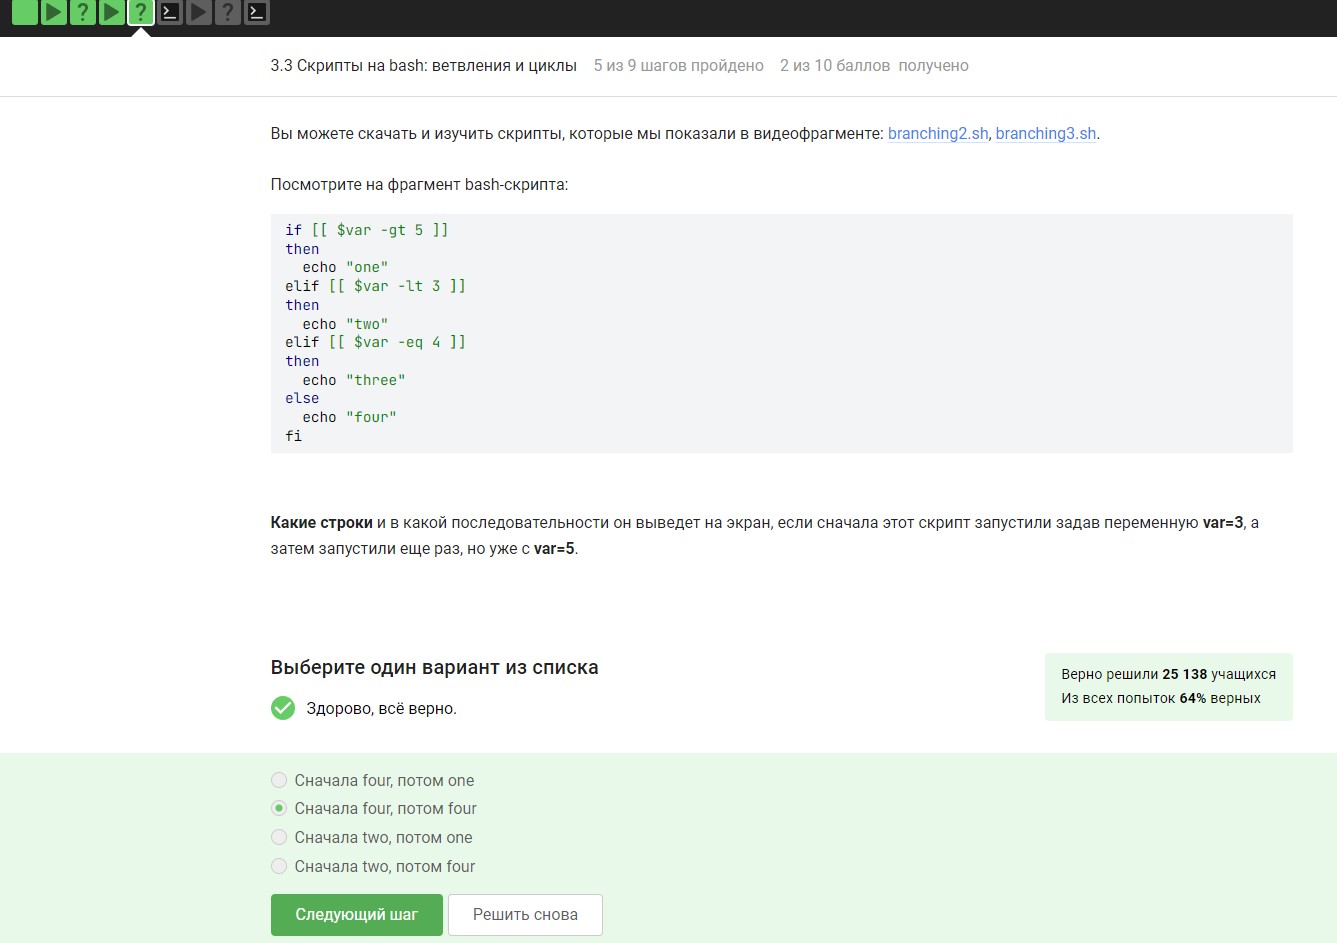 3.3 Скрипты на bash: ветвления и циклы 5 из 9 шагов пройдено 2 из 10 баллов получено
Вы можете скачать и изучить скрипты, которые мы показали в видеофрагменте: branching2.sh, branching3.sh.
Посмотрите на фрагмент bash-скрипта:
if [[ $var -gt 5 ]]
then
  echo "one"
elif [[ $var -lt 3 ]]
then
  echo "two"
elif [[ $var -eq 4 ]]
then
  echo "three"
else
  echo "four"
fi
Какие строки и в какой последовательности он выведет на экран, если сначала этот скрипт запустили задав переменную var=3, а
затем запустили еще раз, но уже с var=5.
Выберите один вариант из списка
Здорово, всё верно.
Верно решили 25 138 учащихся
Из всех попыток 64% верных
Сначала four, потом one
Сначала four, потом four
Сначала two, потом one
Сначала two, потом four
Следующий шаг Решить снова